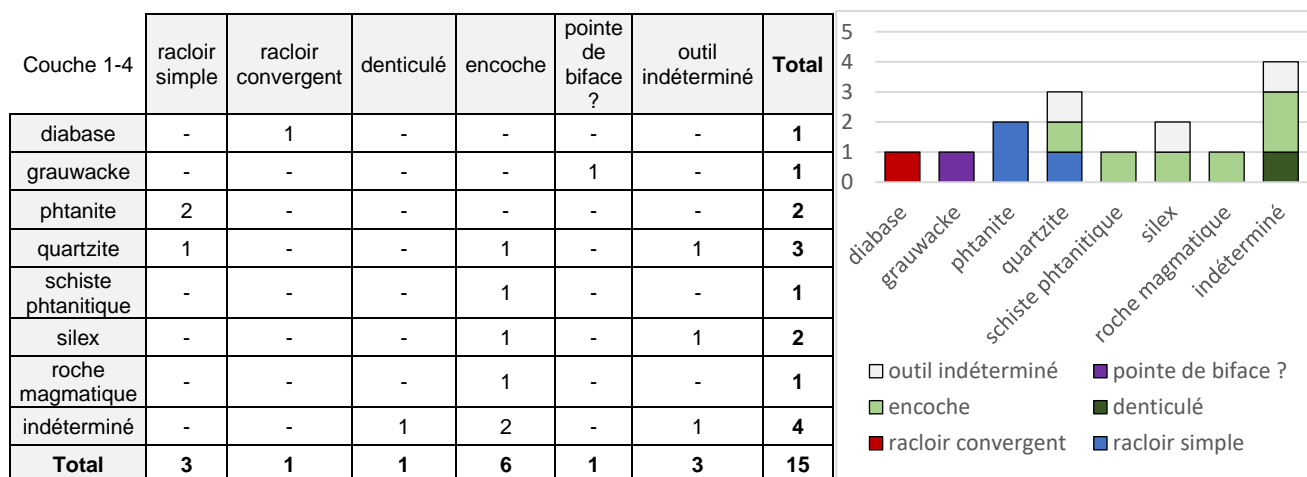 Couche 1-4 racloir simple racloir convergent denticulé encoche pointe de biface ? outil indéterminé Total
diabase - 1 - - - - 1
grauwacke - - - - 1 - 1
phtanite 2 - - - - - 2
quartzite 1 - - 1 - 1 3
schiste phtanitique - - - 1 - - 1
silex - - - 1 - 1 2
roche magmatique - - - 1 - - 1
indéterminé - - 1 2 - 1 4
Total 3 1 1 6 1 3 15
5
4
3
2
1
0
diabase
grauwacke
phtanite
quartzite
schiste phtanitique
silex
roche magmatique
indéterminé
outil indéterminé pointe de biface ?
encoche denticulé
racloir convergent racloir simple